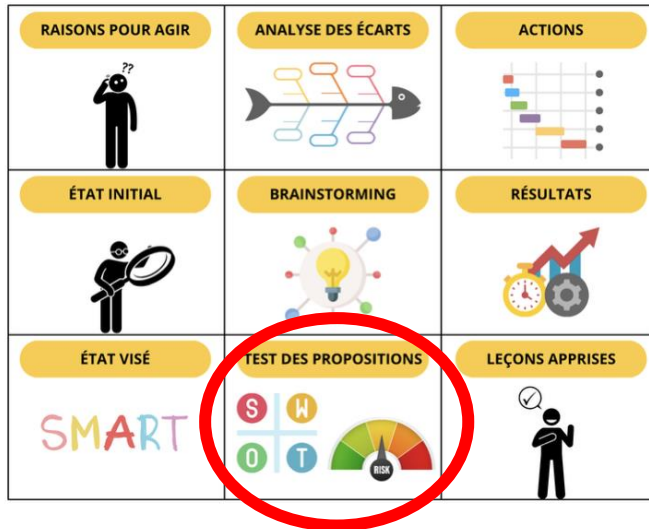 RAISONS POUR AGIR
ANALYSE DES ÉCARTS
ACTIONS
??
ÉTAT INITIAL
BRAINSTORMING
RÉSULTATS
ÉTAT VISÉ
TEST DES PROPOSITIONS
LEÇONS APPRISES
SMART
S W
O T
RISK